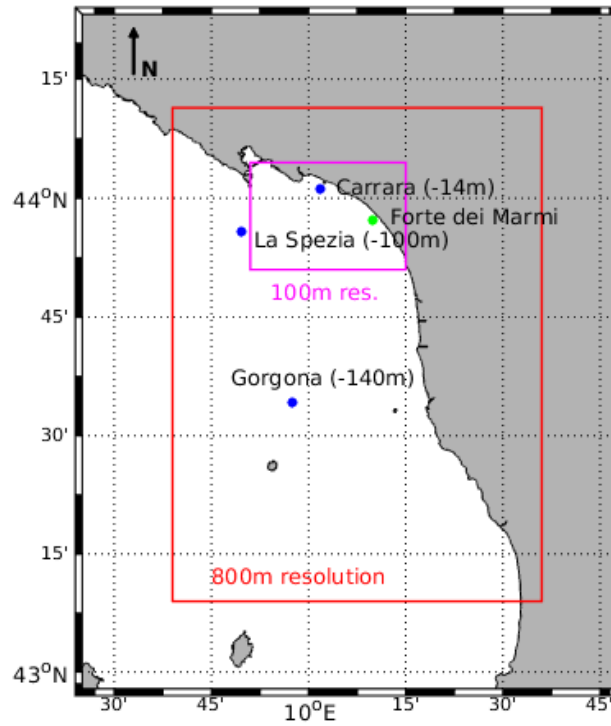 N
15'
Carrara (-14m)
44°N
Forte dei Marmi
La Spezia (-100m)
100m res.
45'
Gorgona (-140m)
30'
15'
800m resolution
43°N
30'
45'
10°E
15'
30'
45'